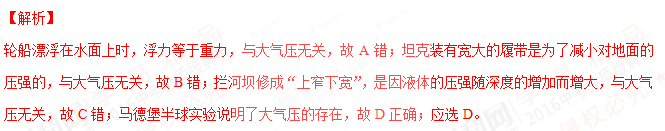 【解析】
轮船漂浮在水面上时，浮力等于重力，与大气压无关，故 A 错；坦克装有宽大的履带是为了减小对地面的
压强的，与大气压无关，故 B 错；拦河坝修成“上窄下宽”，是因液体的压强随深度的增加而增大，与大气
压无关，故 C 错；马德堡半球实验说明了大气压的存在，故 D 正确；应选 D。